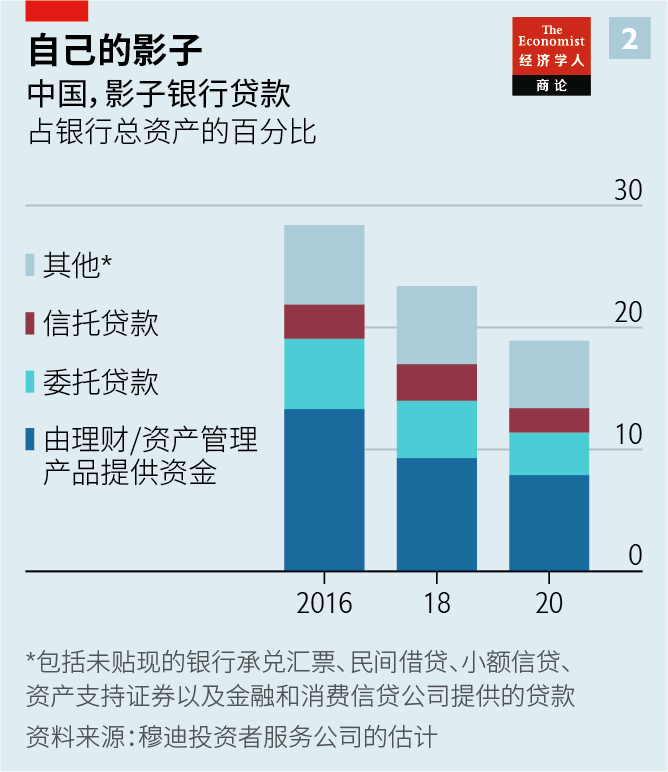 自己的影子
中国，影子银行贷款
占银行总资产的百分比
The
Economist
经济学人
商论
2
30
20
10
0
其他*
信托贷款
委托贷款
由理财/资产管理
产品提供资金
2016
18
20
*包括未贴现的银行承兑汇票、民间借贷、小额信贷、
资产支持证券以及金融和消费信贷公司提供的贷款
资料来源：穆迪投资者服务公司的估计